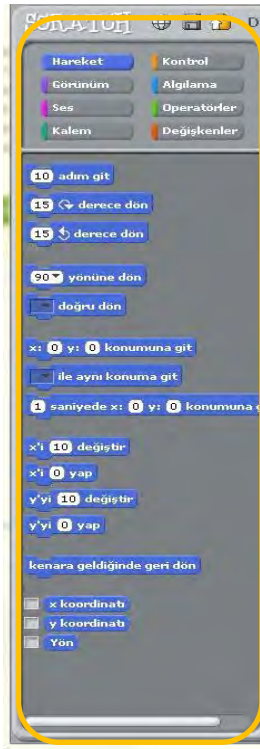 SCRATCH D
Hareket Kontrol
Görünüm Algılama
Ses Operatörler
Kalem Değişkenler
10 adım git
15 derece dön
15 derece dön
90 yönüne dön
doğru dön
x: 0 y: 0 konumuna git
ile aynı konuma git
1 saniyede x: 0 y: 0 konumuna g
x'i 10 değiştir
x'i 0 yap
y'yi 10 değiştir
y'yi 0 yap
kenara geldiğinde geri dön
x koordinatı
y koordinatı
Yön